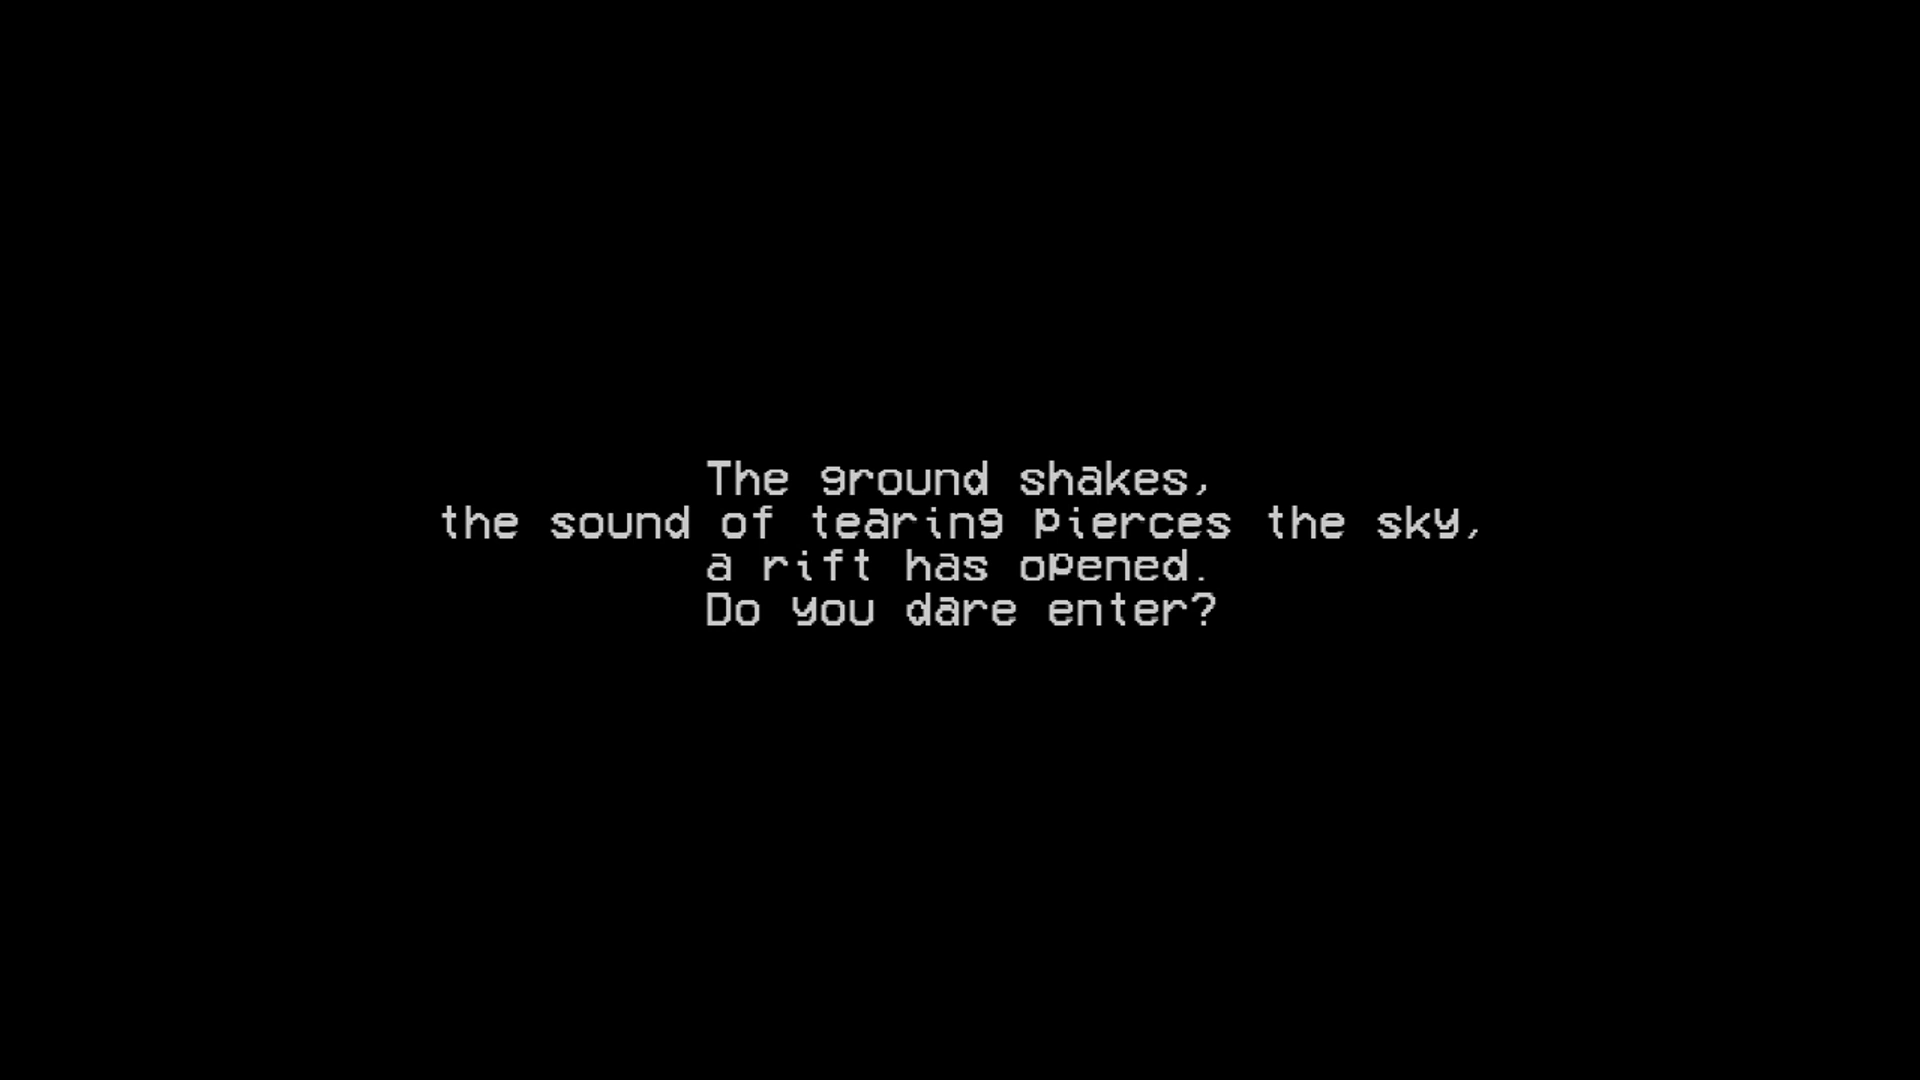 The ground shakes,
the sound of tearing pierces the sky,
a rift has opened.
Do you dare enter?